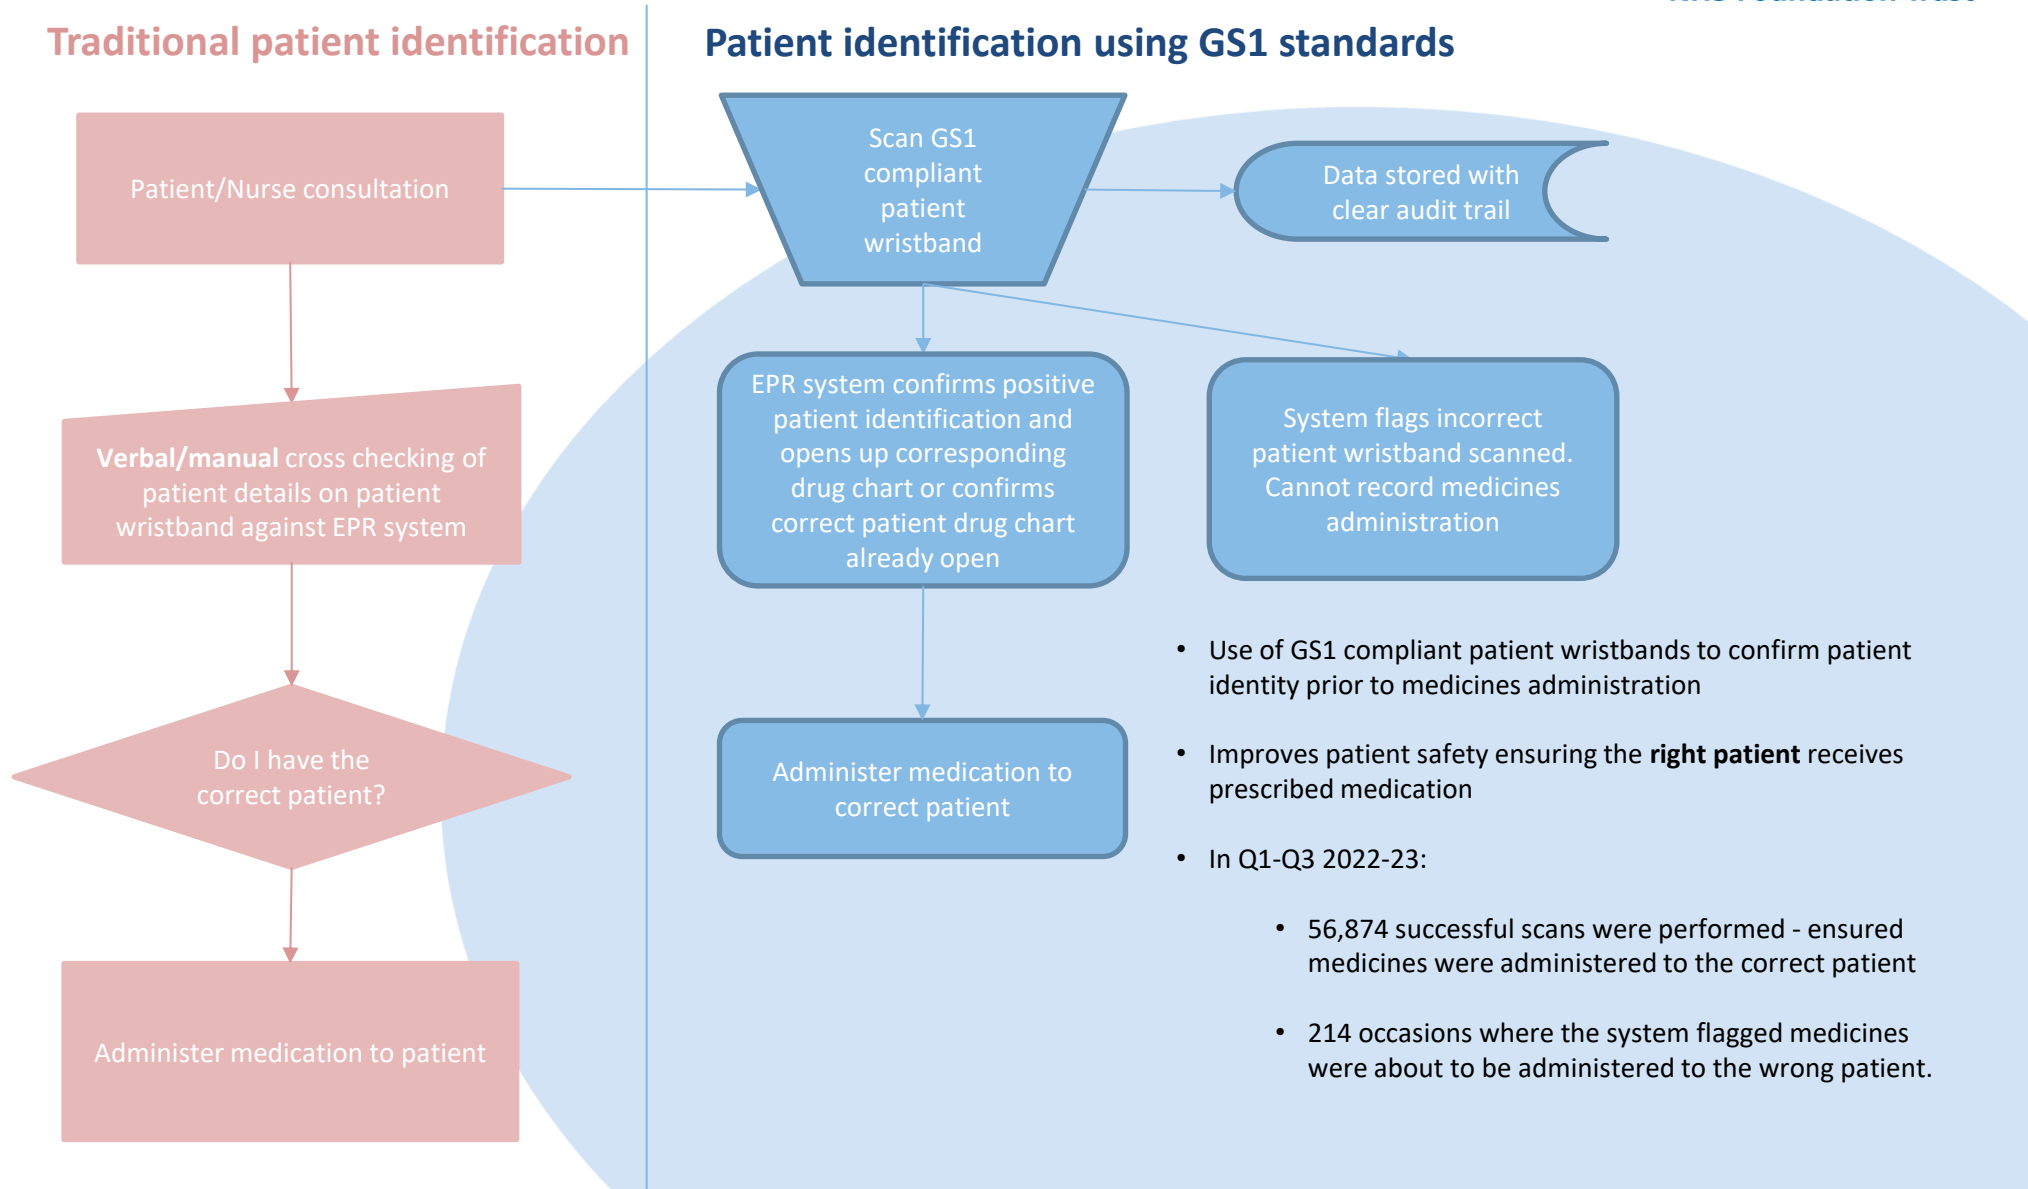 Traditional patient identification
Patient/Nurse consultation
Verbal/manual cross checking of
patient details on patient
wristband against EPR system
Do I have the
correct patient?
Administer medication to patient
Patient identification using GS1 standards
Scan GS1
compliant
patient
wristband
Data stored with
clear audit trail
EPR system confirms positive
patient identification and
opens up corresponding
drug chart or confirms
correct patient drug chart
already open
System flags incorrect
patient wristband scanned.
Cannot record medicines
administration
Administer medication to
correct patient
• Use of GS1 compliant patient wristbands to confirm patient
identity prior to medicines administration
• Improves patient safety ensuring the right patient receives
prescribed medication
• In Q1-Q3 2022-23:
• 56,874 successful scans were performed - ensured
medicines were administered to the correct patient
• 214 occasions where the system flagged medicines
were about to be administered to the wrong patient.